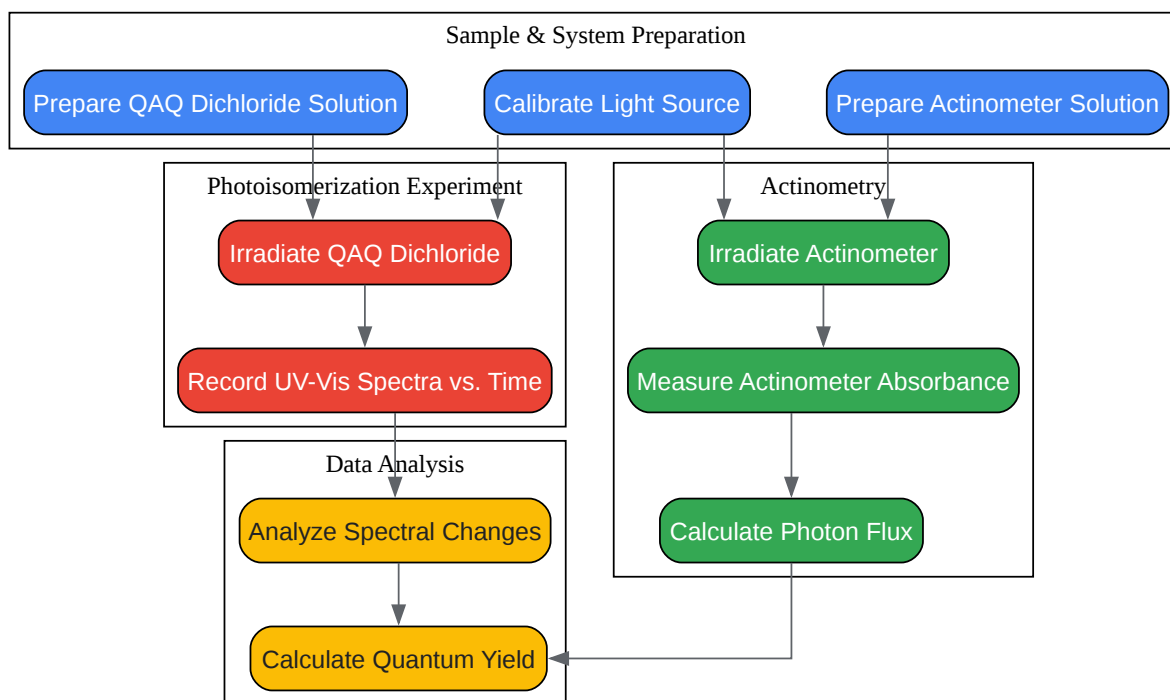 Sample & System Preparation
Prepare QAQ Dichloride Solution
Calibrate Light Source
Prepare Actinometer Solution
Photoisomerization Experiment
Actinometry
Irradiate QAQ Dichloride
Irradiate Actinometer
Record UV-Vis Spectra vs. Time
Measure Actinometer Absorbance
Data Analysis
Analyze Spectral Changes
Calculate Photon Flux
Calculate Quantum Yield